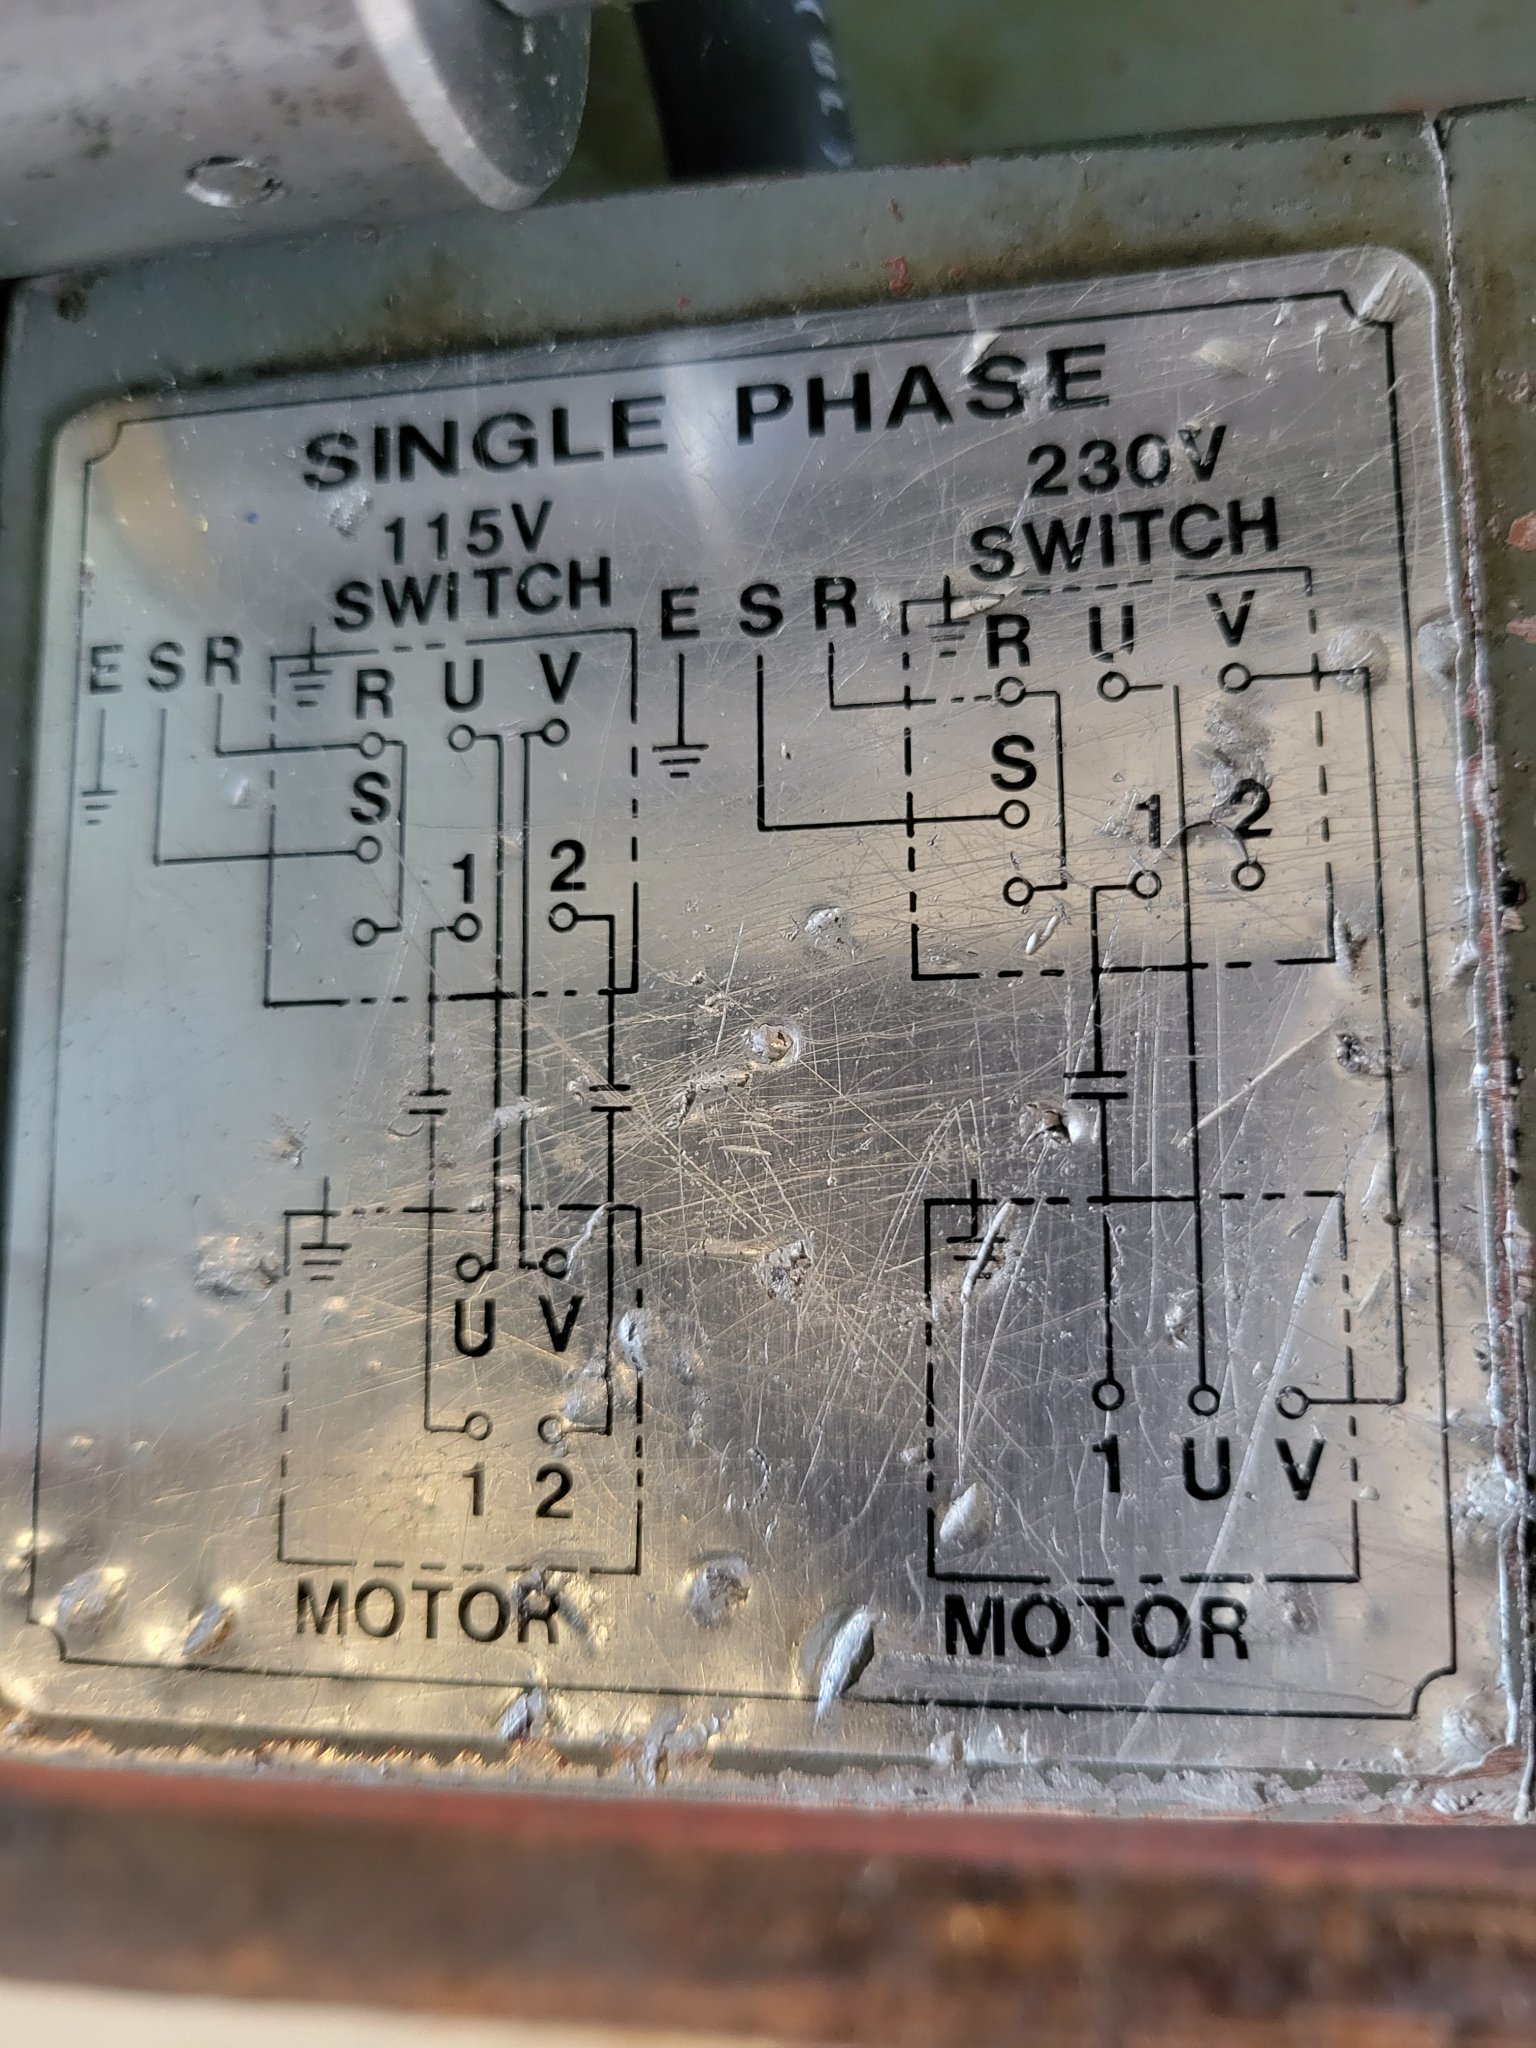 SINGLE PHASE
115V
SWITCH
E S R
R U V
S
1 2
U V
1 2
MOTOR
230V
SWITCH
E S R
R U V
S
1 2
1 U V
MOTOR